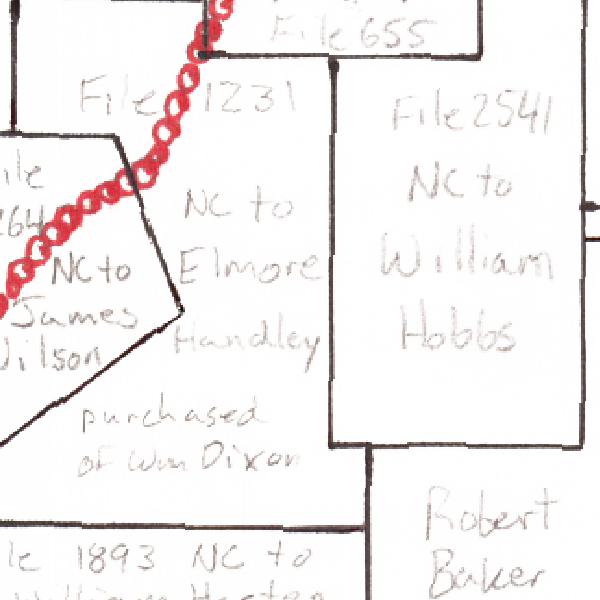 File 655
File 1231
NC to
Elmore
Handley
purchased
of Wm Dixon
File 2541
NC to
William
Hobbs
NC to
James
Robert
Baker
1893 NC to